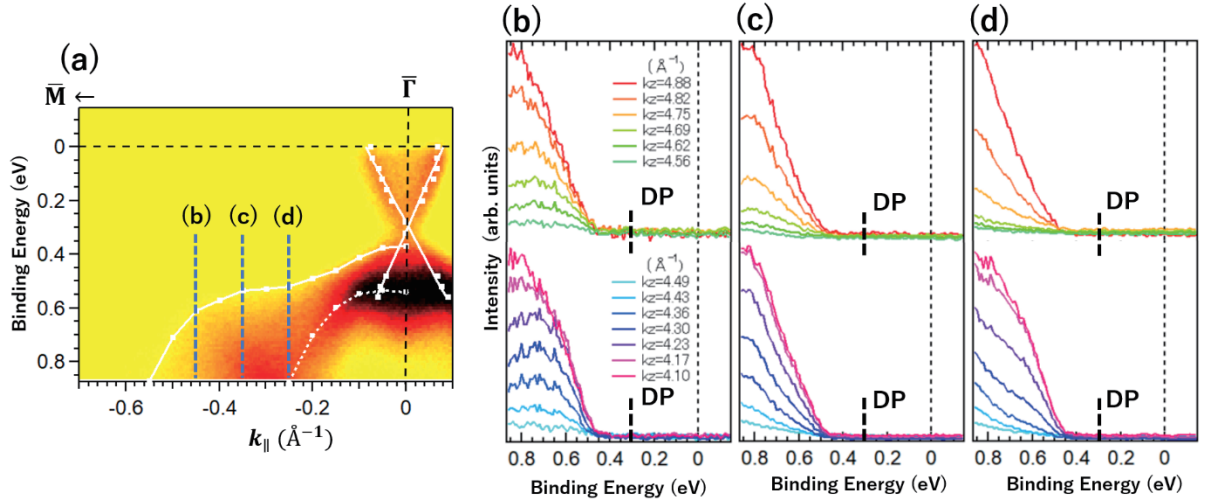 (a)
M̄ ←
Γ̄
Binding Energy (eV)
0
0.2
0.4
0.6
0.8
(b)
(c)
(d)
-0.6
-0.4
-0.2
0
k∥ (Å⁻¹)
(b)
Intensity (arb. units)
(Å⁻¹)
kz=4.88
kz=4.82
kz=4.75
kz=4.69
kz=4.62
kz=4.56
DP
(Å⁻¹)
kz=4.49
kz=4.43
kz=4.36
kz=4.30
kz=4.23
kz=4.17
kz=4.10
DP
0.8 0.6 0.4 0.2 0
Binding Energy (eV)
(c)
DP
DP
0.8 0.6 0.4 0.2 0
Binding Energy (eV)
(d)
DP
DP
0.8 0.6 0.4 0.2 0
Binding Energy (eV)